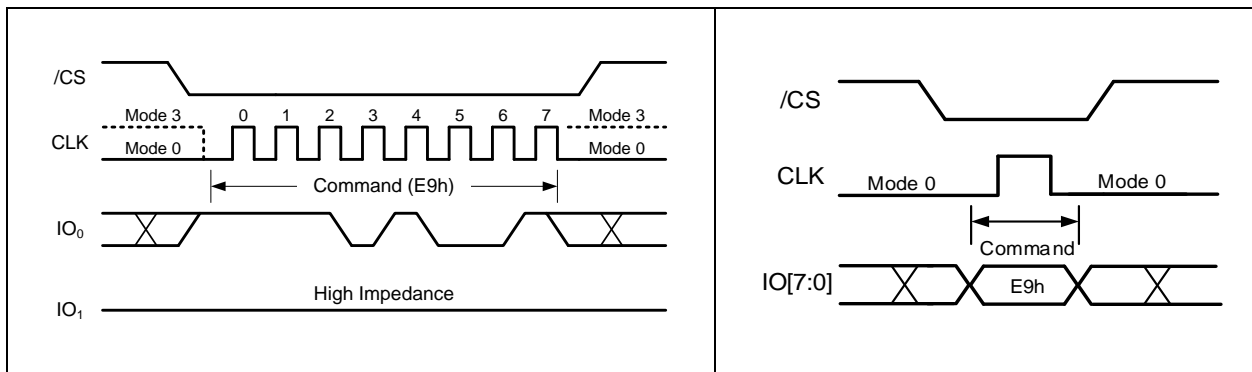 /CS
Mode 3 0 1 2 3 4 5 6 7 Mode 3
CLK
Mode 0 Mode 0
Command (E9h)
IO0
High Impedance
IO1
/CS
CLK
Mode 0 Mode 0
Command
IO[7:0]
E9h